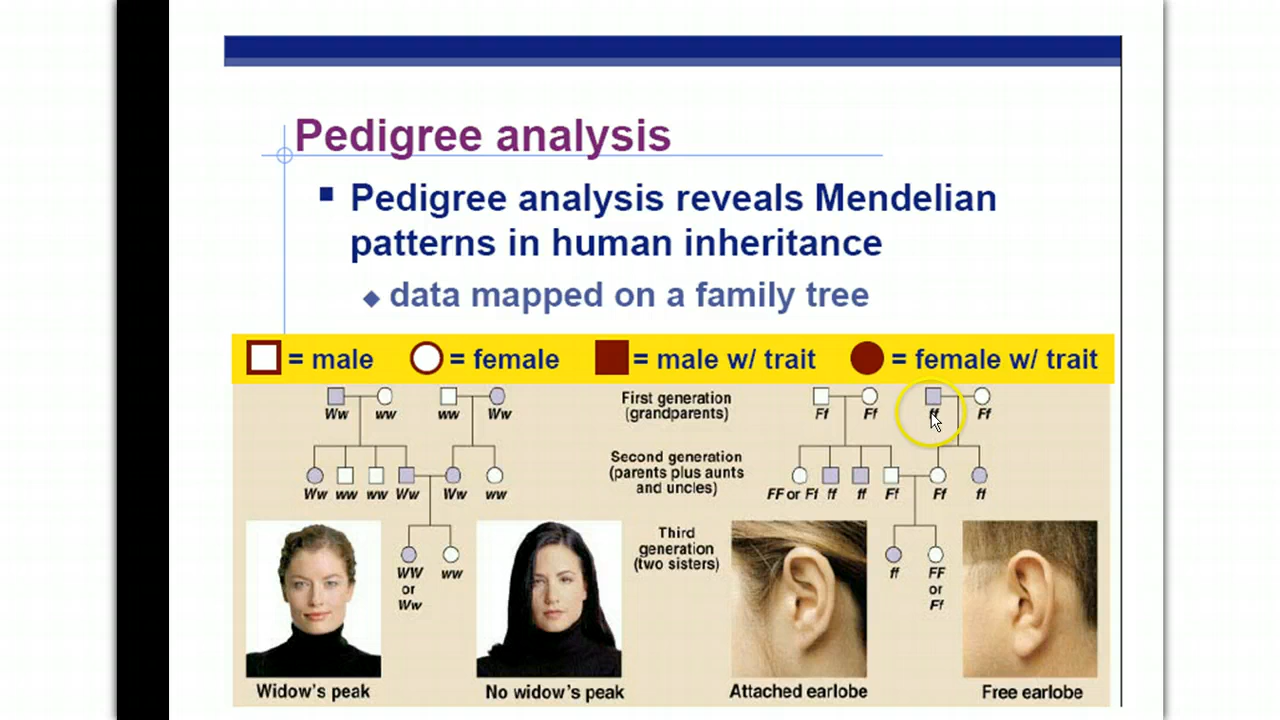 Pedigree analysis
Pedigree analysis reveals Mendelian
patterns in human inheritance
data mapped on a family tree
= male = female = male w/ trait = female w/ trait
Ww ww ww Ww
First generation
(grandparents)
Ff Ff ff Ff
Ww ww ww Ww Ww ww
Second generation
(parents plus aunts
and uncles)
FF or Ff ff ff Ff Ff ff
WW
or
Ww
ww
Third
generation
(two sisters)
ff
FF
or
Ff
Widow's peak
No widow's peak
Attached earlobe
Free earlobe